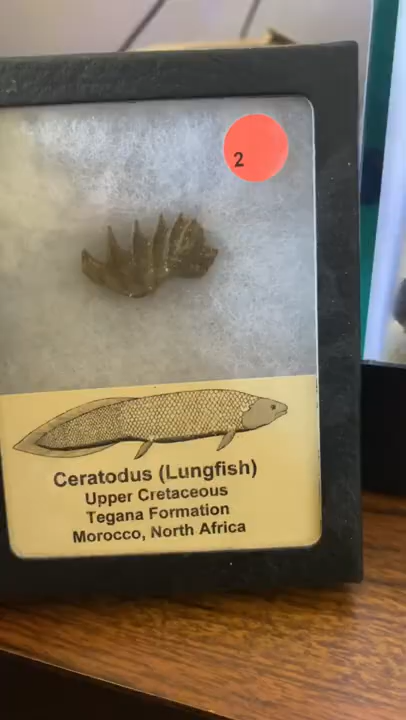 2
Ceratodus (Lungfish)
Upper Cretaceous
Tegana Formation
Morocco, North Africa